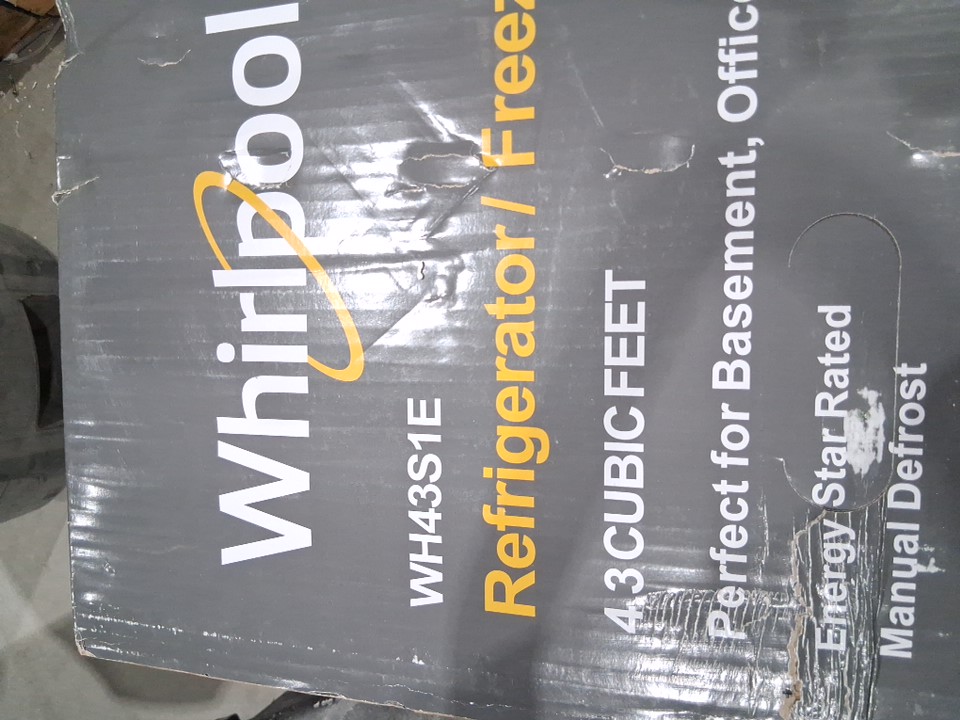 Whirlpool
WH43S1E
Refrigerator / Freez
4.3 CUBIC FEET
Perfect for Basement, Office
Energy Star Rated
Manual Defrost